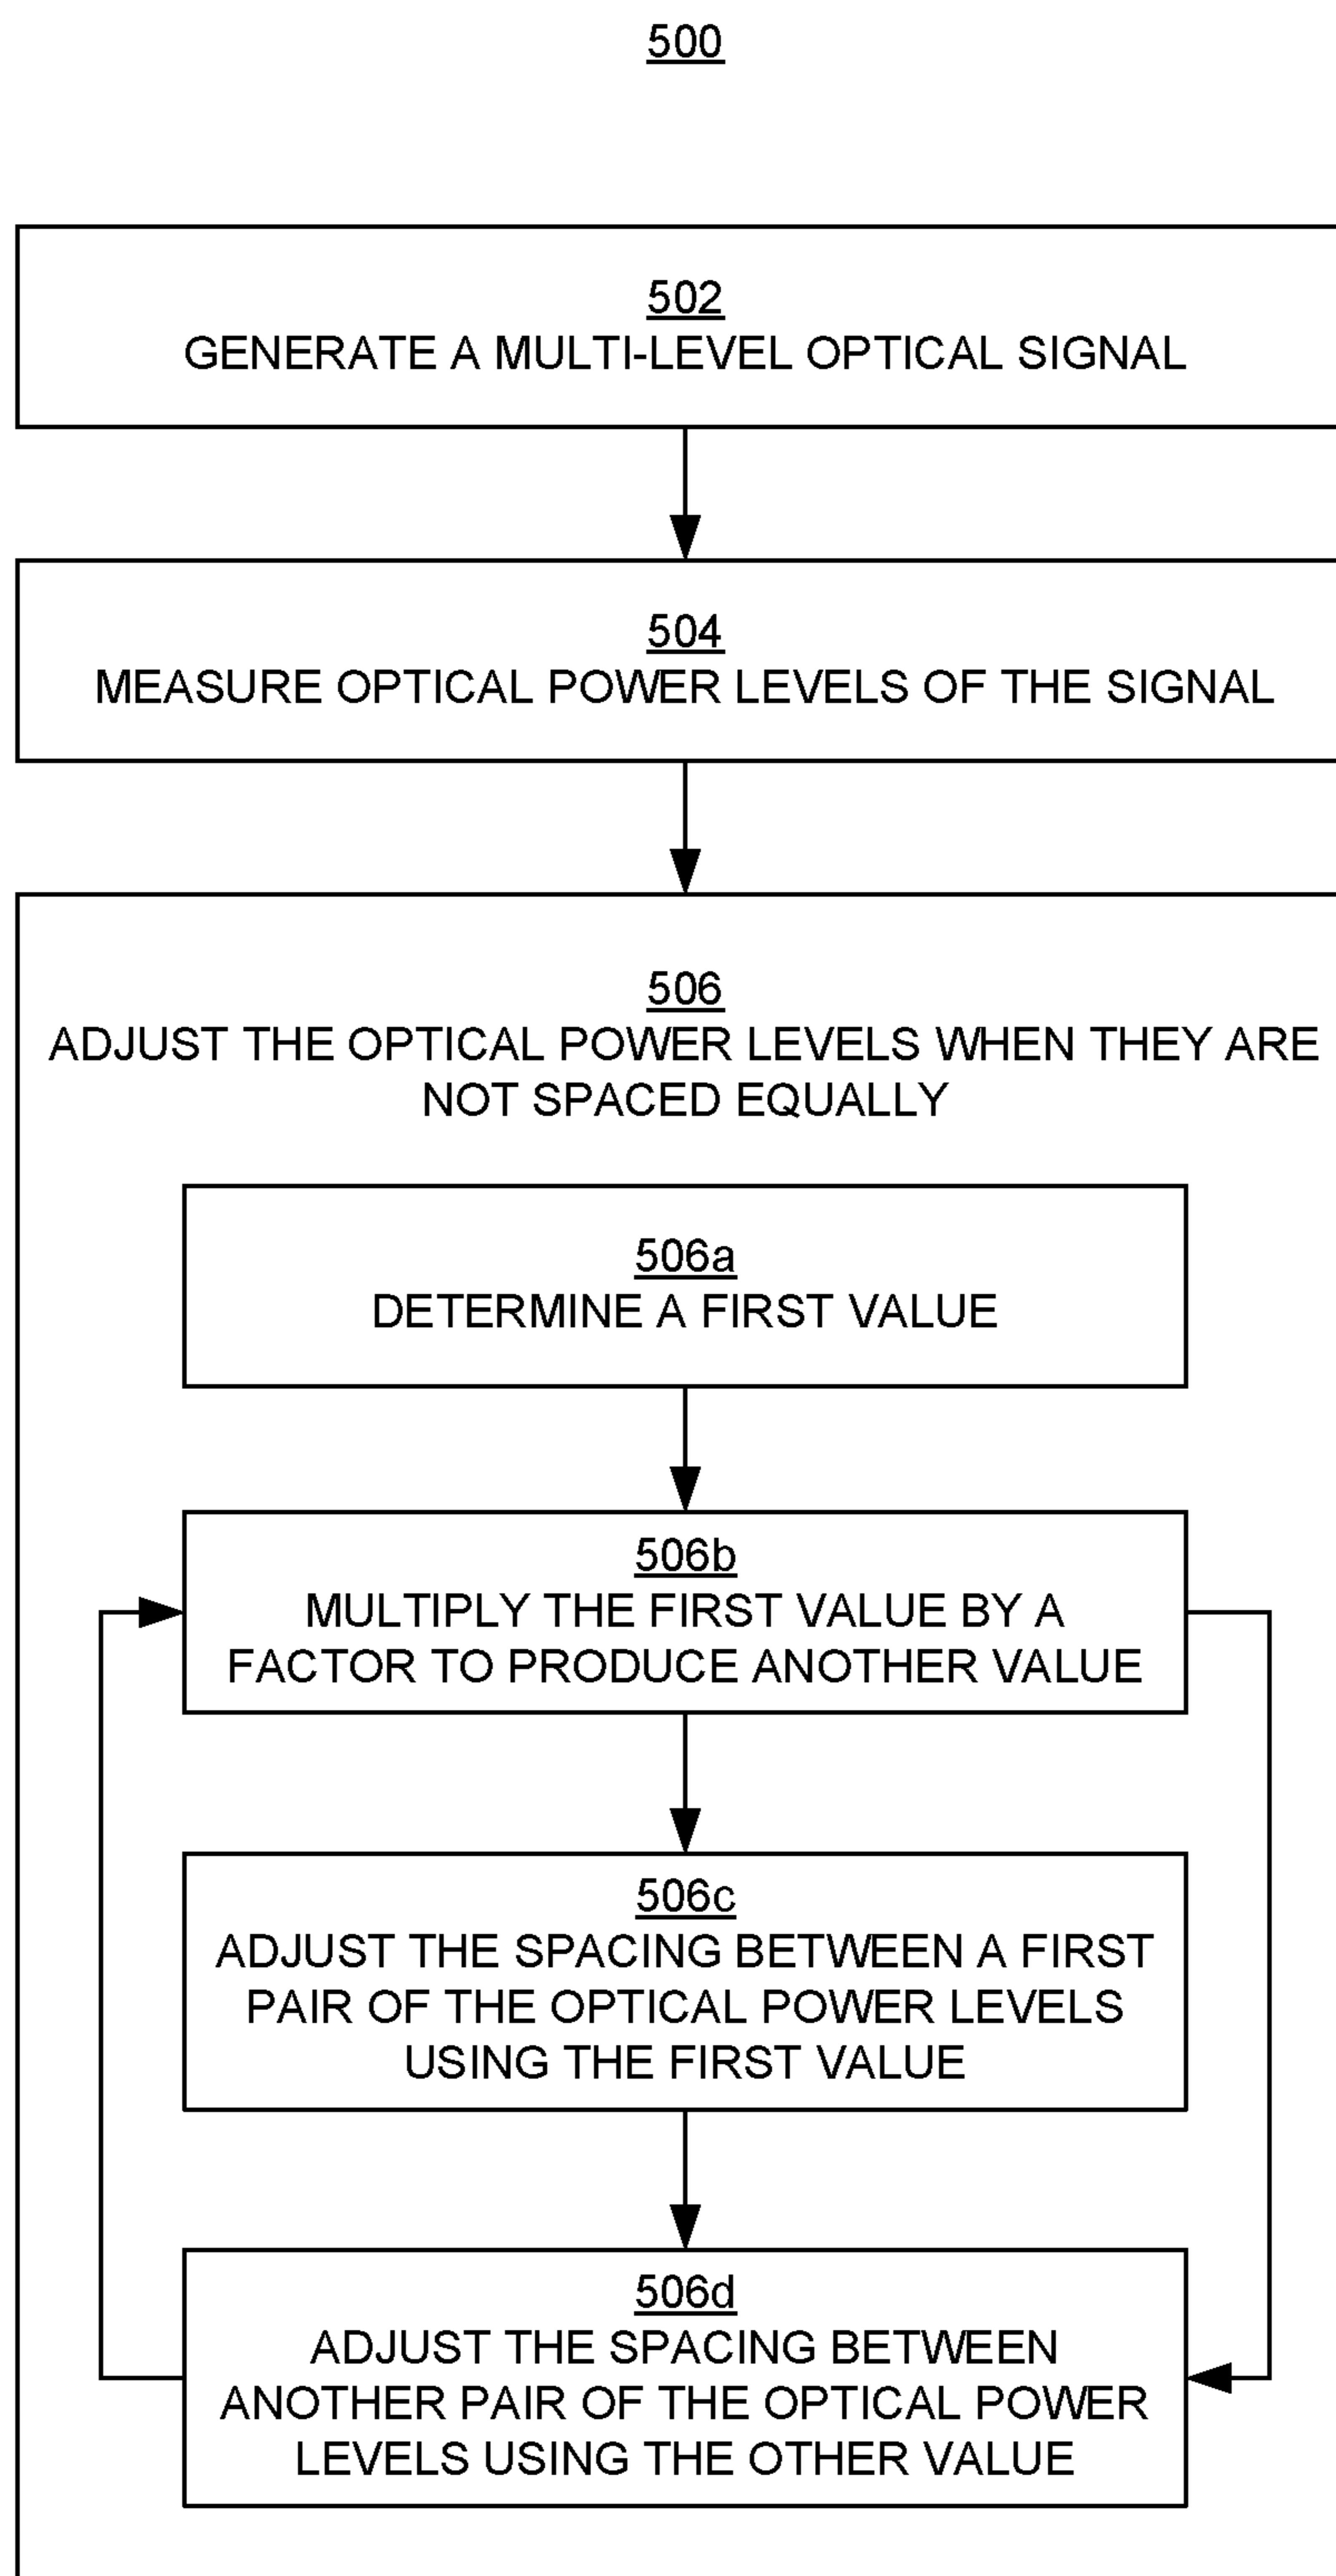 500
502
GENERATE A MULTI-LEVEL OPTICAL SIGNAL
504
MEASURE OPTICAL POWER LEVELS OF THE SIGNAL
506
ADJUST THE OPTICAL POWER LEVELS WHEN THEY ARE
NOT SPACED EQUALLY
506a
DETERMINE A FIRST VALUE
506b
MULTIPLY THE FIRST VALUE BY A
FACTOR TO PRODUCE ANOTHER VALUE
506c
ADJUST THE SPACING BETWEEN A FIRST
PAIR OF THE OPTICAL POWER LEVELS
USING THE FIRST VALUE
506d
ADJUST THE SPACING BETWEEN
ANOTHER PAIR OF THE OPTICAL POWER
LEVELS USING THE OTHER VALUE